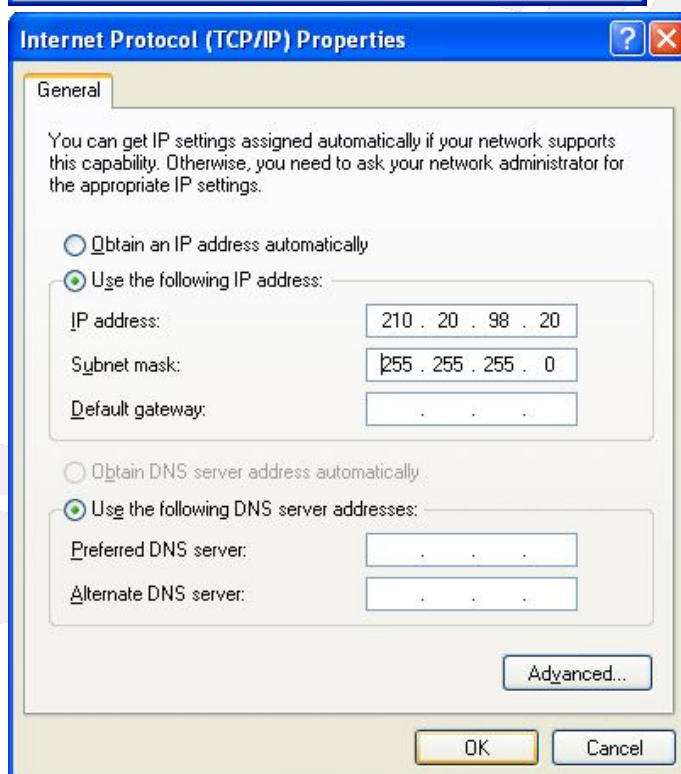 Internet Protocol (TCP/IP) Properties
General
You can get IP settings assigned automatically if your network supports
this capability. Otherwise, you need to ask your network administrator for
the appropriate IP settings.
Obtain an IP address automatically
Use the following IP address:
IP address: 210 . 20 . 98 . 20
Subnet mask: 255 . 255 . 255 . 0
Default gateway: . . .
Obtain DNS server address automatically
Use the following DNS server addresses:
Preferred DNS server: . . .
Alternate DNS server: . . .
Advanced...
OK Cancel